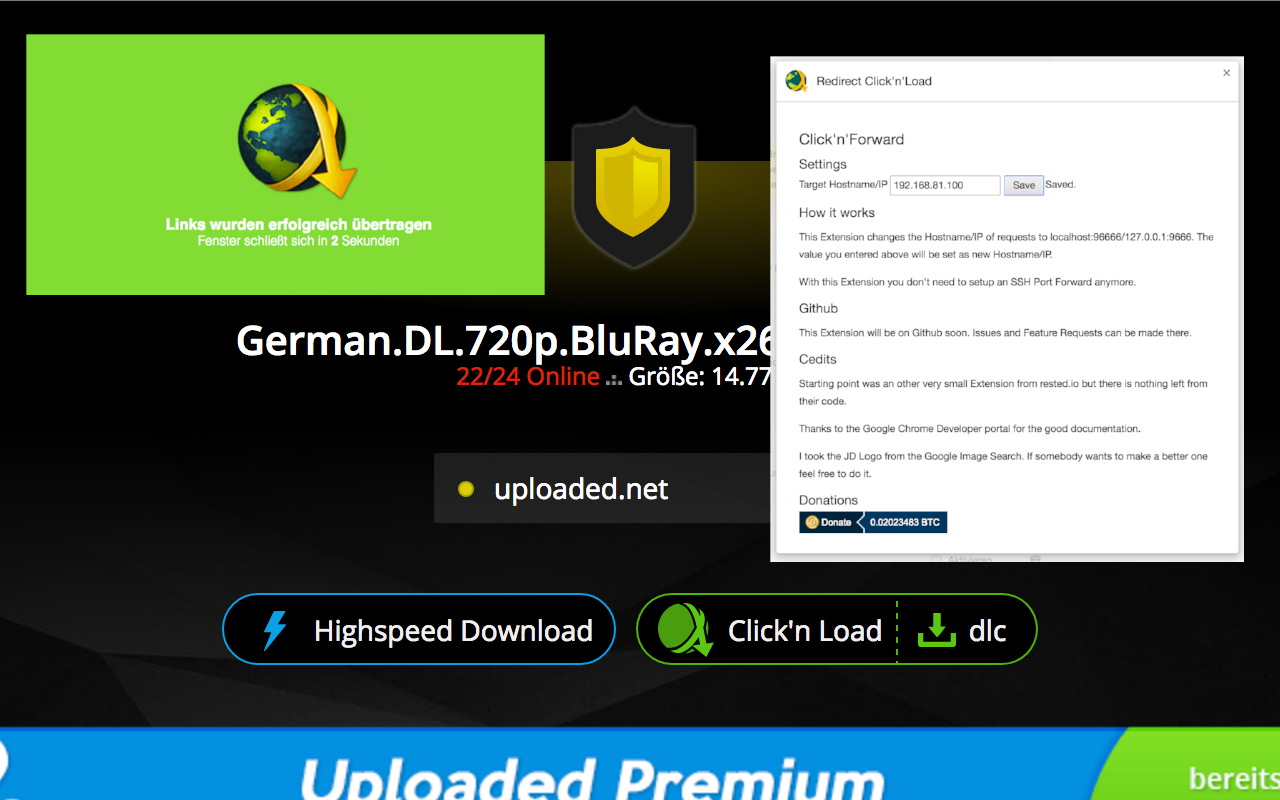 Links wurden erfolgreich übertragen
Fenster schließt sich in 2 Sekunden
Redirect Click'n'Load
×
Click'n'Forward
Settings
Target Hostname/IP 192.168.81.100 Save Saved.
How it works
This Extension changes the Hostname/IP of requests to localhost:96666/127.0.0.1:9666. The
value you entered above will be set as new Hostname/IP.
With this Extension you don't need to setup an SSH Port Forward anymore.
Github
This Extension will be on Github soon. Issues and Feature Requests can be made there.
Cedits
Starting point was an other very small Extension from rested.io but there is nothing left from
their code.
Thanks to the Google Chrome Developer portal for the good documentation.
I took the JD Logo from the Google Image Search. If somebody wants to make a better one
feel free to do it.
Donations
Donate 0.02023483 BTC
Aktivieren
German.DL.720p.BluRay.x26
22/24 Online Größe: 14.77
uploaded.net
Highspeed Download
Click'n Load
dlc
Uploaded Premium
bereits